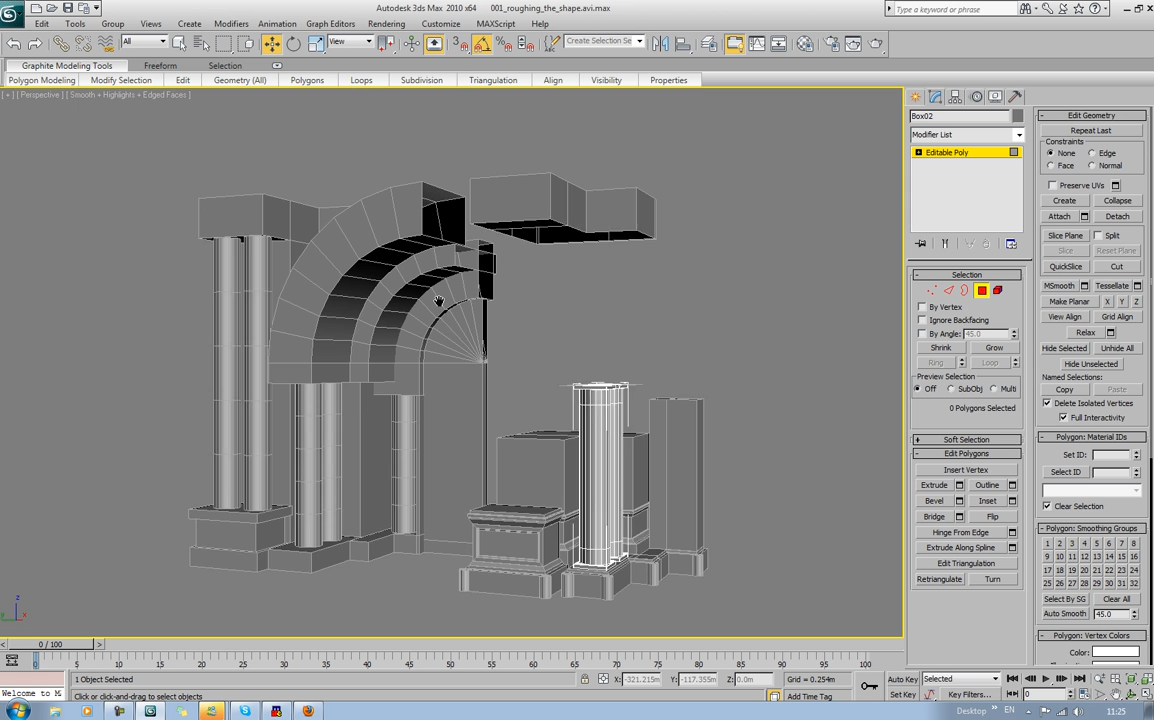 Autodesk 3ds Max 2010 x64 001_roughing_the_shape.avi.max
Type a keyword or phrase
Edit Tools Group Views Create Modifiers Animation Graph Editors Rendering Customize MAXScript Help
All View Create Selection Se
Graphite Modeling Tools Freeform Selection
Polygon Modeling Modify Selection Edit Geometry (All) Polygons Loops Subdivision Triangulation Align Visibility Properties
[ + ] [ Perspective ] [ Smooth + Highlights + Edged Faces ]
Box02
Modifier List
Editable Poly
Selection
By Vertex
Ignore Backfacing
By Angle: 45.0
Shrink Grow
Ring Loop
Preview Selection
Off SubObj Multi
0 Polygons Selected
Soft Selection
Edit Polygons
Insert Vertex
Extrude Outline
Bevel Inset
Bridge Flip
Hinge From Edge
Extrude Along Spline
Edit Triangulation
Retriangulate Turn
Edit Geometry
Repeat Last
Constraints
None Edge
Face Normal
Preserve UVs
Create Collapse
Attach Detach
Slice Plane Split
Slice Reset Plane
QuickSlice Cut
MSmooth Tessellate
Make Planar X Y Z
View Align Grid Align
Relax
Hide Selected Unhide All
Hide Unselected
Named Selections:
Copy Paste
Delete Isolated Vertices
Full Interactivity
Polygon: Material IDs
Set ID:
Select ID
Clear Selection
Polygon: Smoothing Groups
1 2 3 4 5 6 7 8
9 10 11 12 13 14 15 16
17 18 19 20 21 22 23 24
25 26 27 28 29 30 31 32
Select By SG Clear All
Auto Smooth 45.0
Polygon: Vertex Colors
Color:
z
x
y
< 0 / 100 >
0 5 10 15 20 25 30 35 40 45 50 55 60 65 70 75 80 85 90 95 100
1 Object Selected X: -321.215m Y: -117.355m Z: 0.0m Grid = 0.254m Auto Key Selected
Welcome to M Click or click-and-drag to select objects Add Time Tag Set Key Key Filters... 0
Desktop EN 11:25